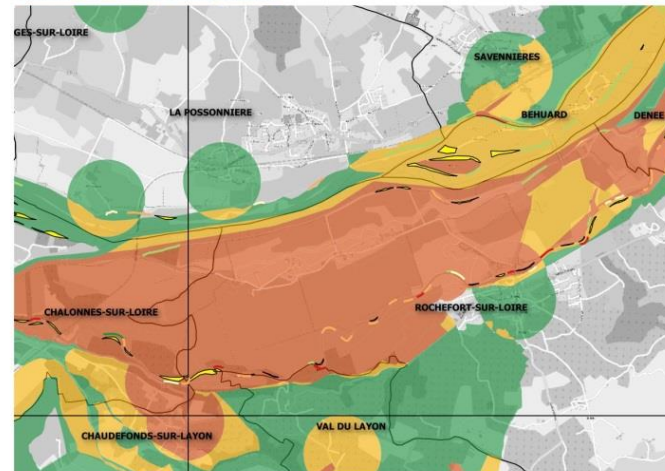 GES-SUR-LOIRE
SAVENNIERES
LA POSSONNIERE
BEHUARD
DENEE
CHALONNES-SUR-LOIRE
ROCHEFORT-SUR-LOIRE
VAL DU LAYON
CHAUDEFONDS-SUR-LAYON